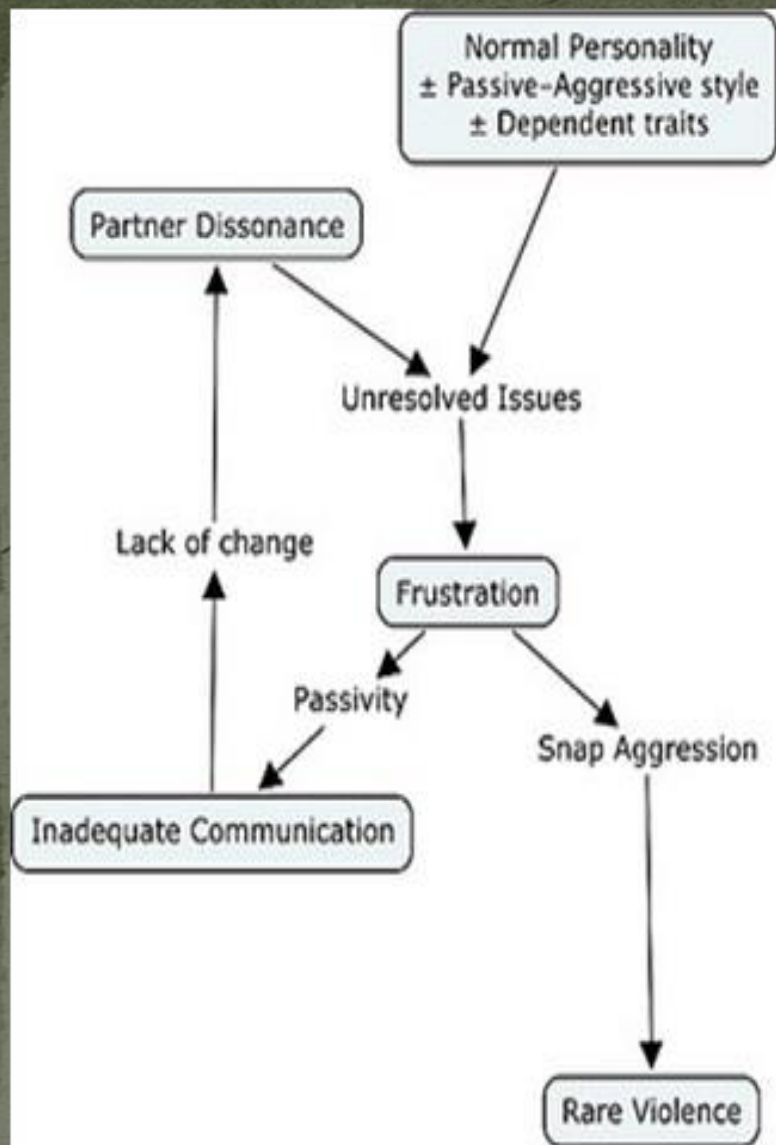 Normal Personality
± Passive-Aggressive style
± Dependent traits
Partner Dissonance
Unresolved Issues
Lack of change
Frustration
Passivity
Snap Aggression
Inadequate Communication
Rare Violence